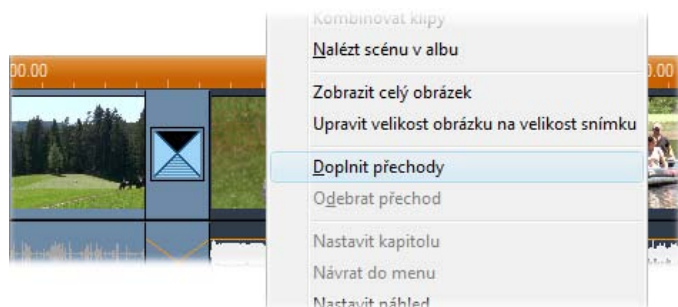 Kombinovat klipy
Nalézt scénu v albu
00.00
0.00
Zobrazit celý obrázek
Upravit velikost obrázku na velikost snímku
Doplnit přechody
Odebrat přechod
Nastavit kapitolu
Návrat do menu
Nastavit náhled